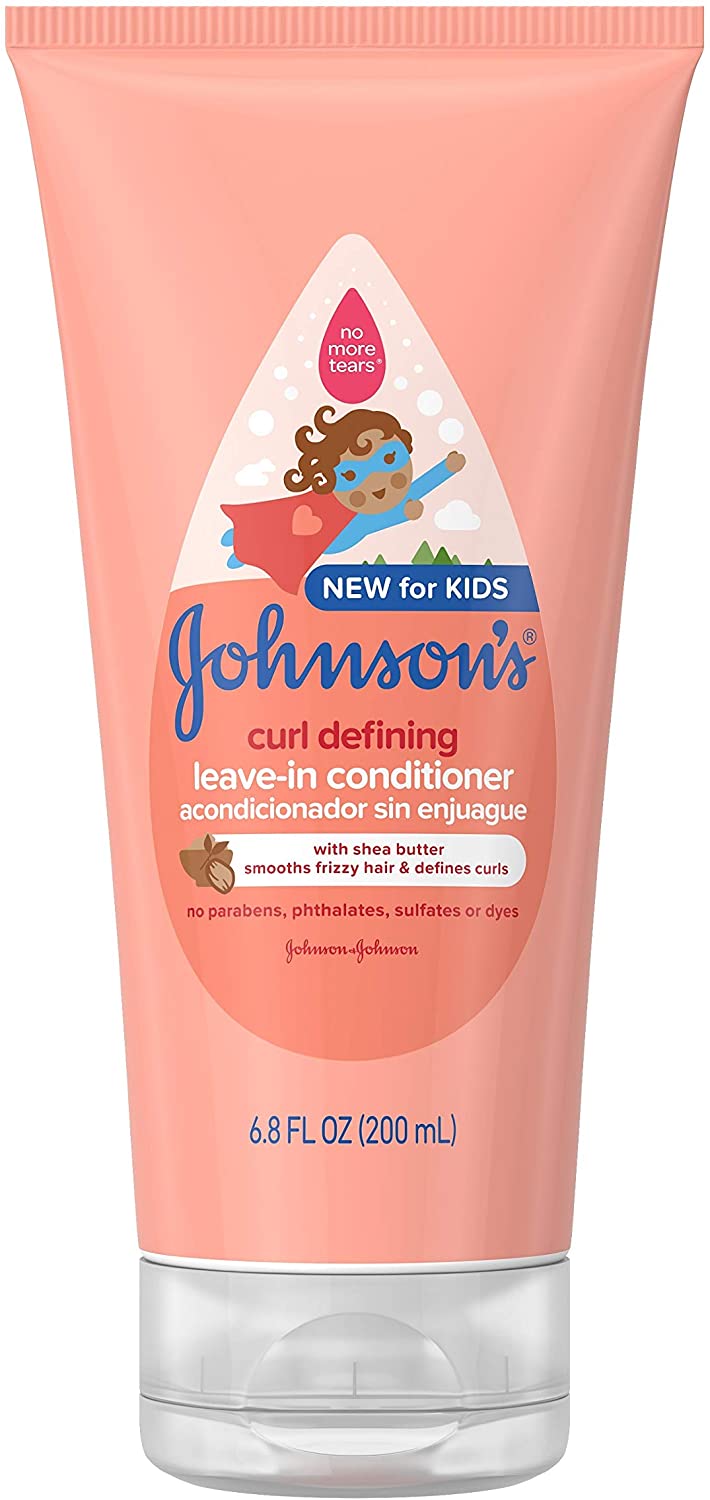 no
more
tears®
NEW for KIDS
Johnson's®
curl defining
leave-in conditioner
acondicionador sin enjuague
with shea butter
smooths frizzy hair & defines curls
no parabens, phthalates, sulfates or dyes
Johnson & Johnson
6.8 FL OZ (200 mL)